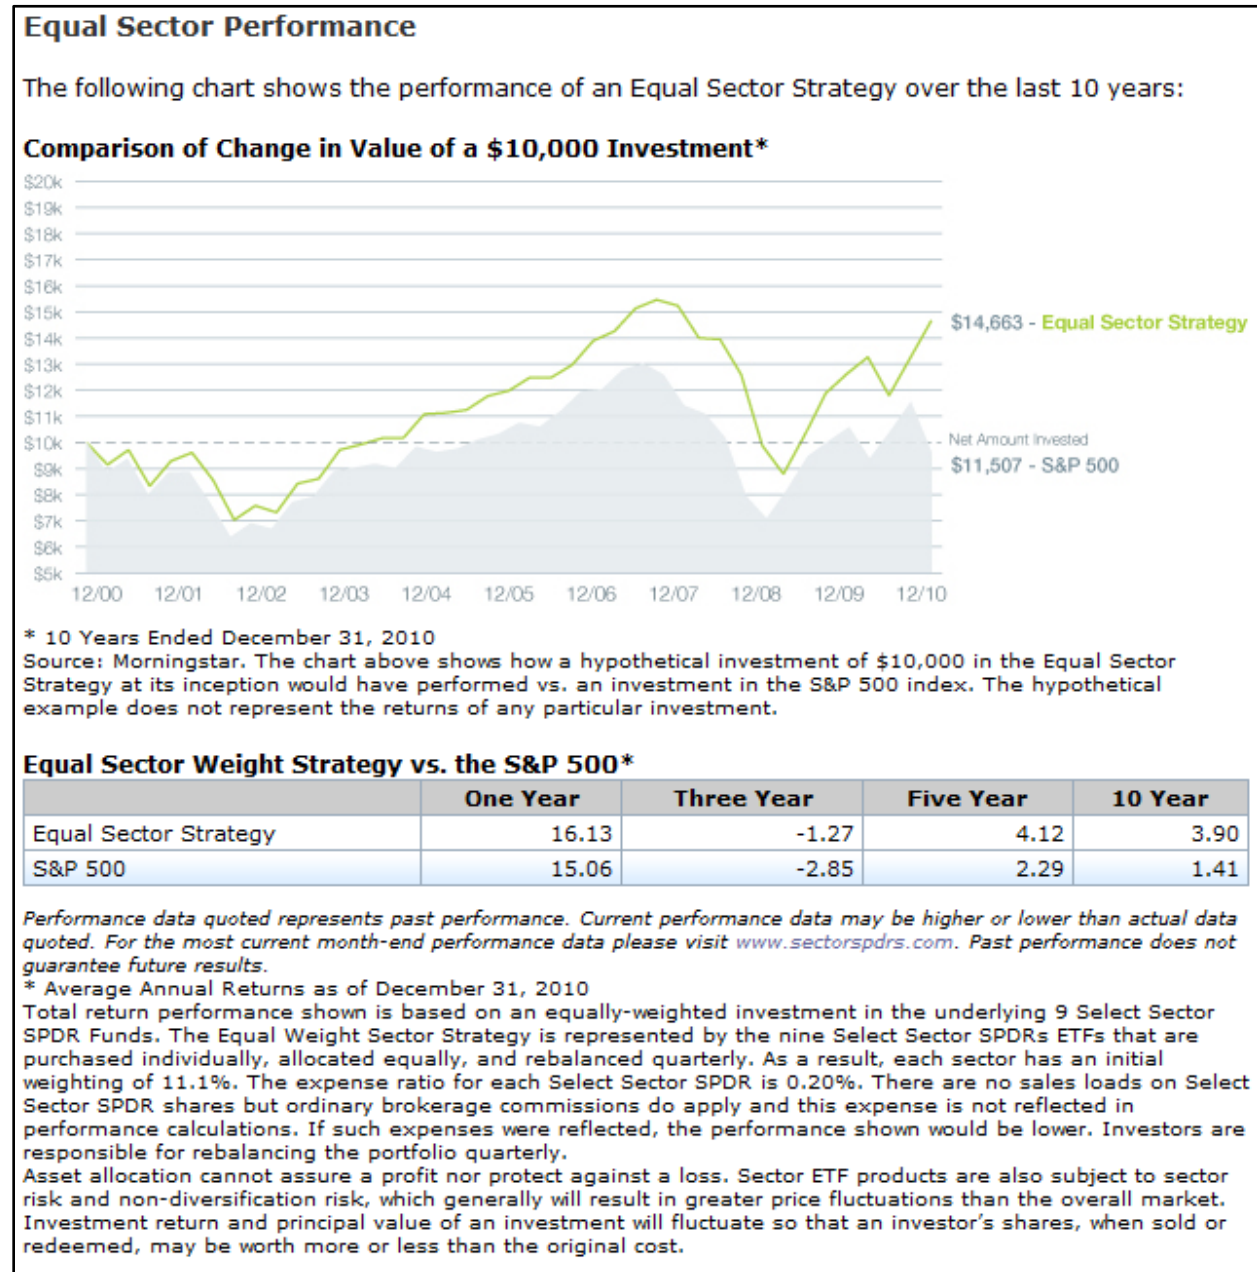 Equal Sector Performance
The following chart shows the performance of an Equal Sector Strategy over the last 10 years:
Comparison of Change in Value of a $10,000 Investment*
$20k
$19k
$18k
$17k
$16k
$15k
$14k
$13k
$12k
$11k
$10k
$9k
$8k
$7k
$6k
$5k
$14,663 - Equal Sector Strategy
Net Amount Invested
$11,507 - S&P 500
12/00 12/01 12/02 12/03 12/04 12/05 12/06 12/07 12/08 12/09 12/10
* 10 Years Ended December 31, 2010
Source: Morningstar. The chart above shows how a hypothetical investment of $10,000 in the Equal Sector
Strategy at its inception would have performed vs. an investment in the S&P 500 index. The hypothetical
example does not represent the returns of any particular investment.
Equal Sector Weight Strategy vs. the S&P 500*
One Year Three Year Five Year 10 Year
Equal Sector Strategy 16.13 -1.27 4.12 3.90
S&P 500 15.06 -2.85 2.29 1.41
Performance data quoted represents past performance. Current performance data may be higher or lower than actual data
quoted. For the most current month-end performance data please visit www.sectorspdrs.com. Past performance does not
guarantee future results.
* Average Annual Returns as of December 31, 2010
Total return performance shown is based on an equally-weighted investment in the underlying 9 Select Sector
SPDR Funds. The Equal Weight Sector Strategy is represented by the nine Select Sector SPDRs ETFs that are
purchased individually, allocated equally, and rebalanced quarterly. As a result, each sector has an initial
weighting of 11.1%. The expense ratio for each Select Sector SPDR is 0.20%. There are no sales loads on Select
Sector SPDR shares but ordinary brokerage commissions do apply and this expense is not reflected in
performance calculations. If such expenses were reflected, the performance shown would be lower. Investors are
responsible for rebalancing the portfolio quarterly.
Asset allocation cannot assure a profit nor protect against a loss. Sector ETF products are also subject to sector
risk and non-diversification risk, which generally will result in greater price fluctuations than the overall market.
Investment return and principal value of an investment will fluctuate so that an investor's shares, when sold or
redeemed, may be worth more or less than the original cost.